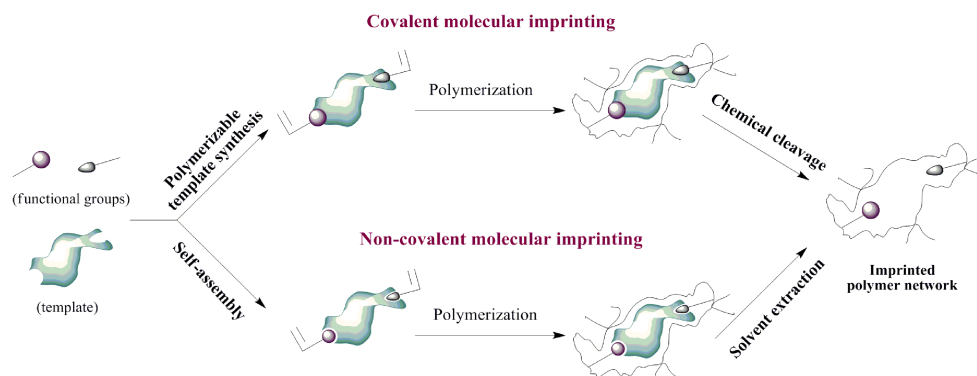 Covalent molecular imprinting
Polymerizable
template synthesis
Polymerization
Chemical cleavage
(functional groups)
(template)
Self-assembly
Non-covalent molecular imprinting
Polymerization
Solvent extraction
Imprinted
polymer network